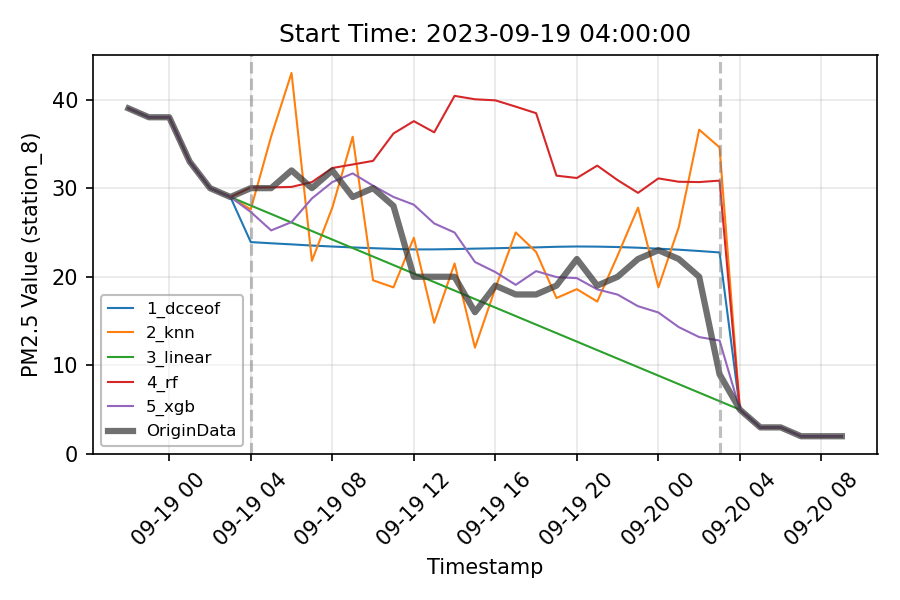 Start Time: 2023-09-19 04:00:00
PM2.5 Value (station_8)
40
30
20
10
0
1_dcceof
2_knn
3_linear
4_rf
5_xgb
OriginData
09-19 00
09-19 04
09-19 08
09-19 12
09-19 16
09-19 20
09-20 00
09-20 04
09-20 08
Timestamp